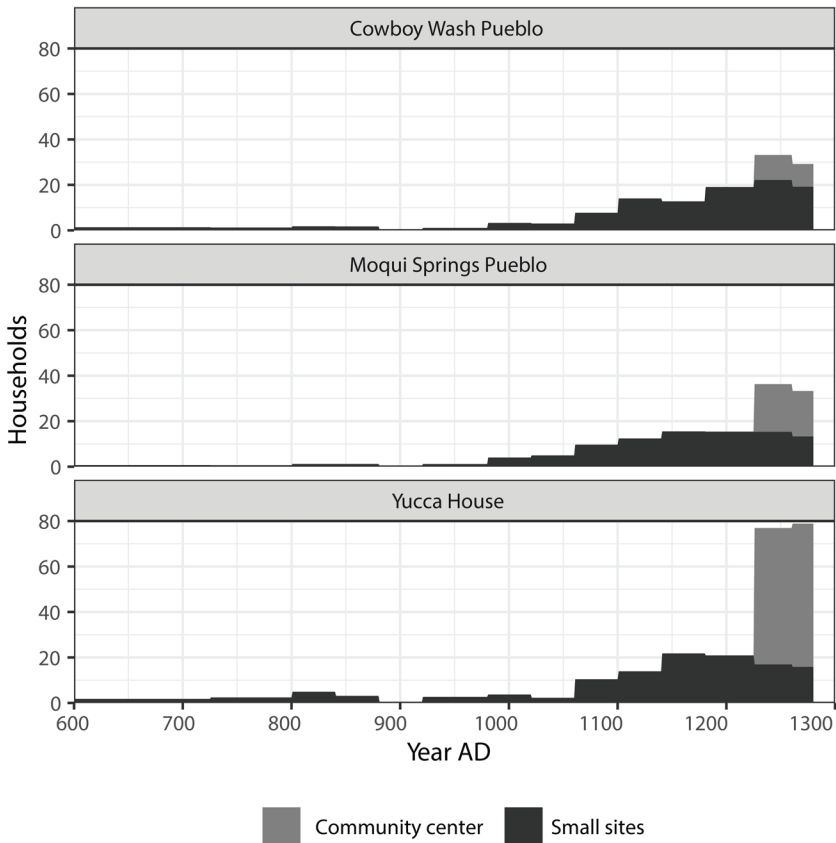 Cowboy Wash Pueblo
80
60
40
20
0
Moqui Springs Pueblo
80
60
40
20
0
Households
Yucca House
80
60
40
20
0
600 700 800 900 1000 1100 1200 1300
Year AD
Community center Small sites